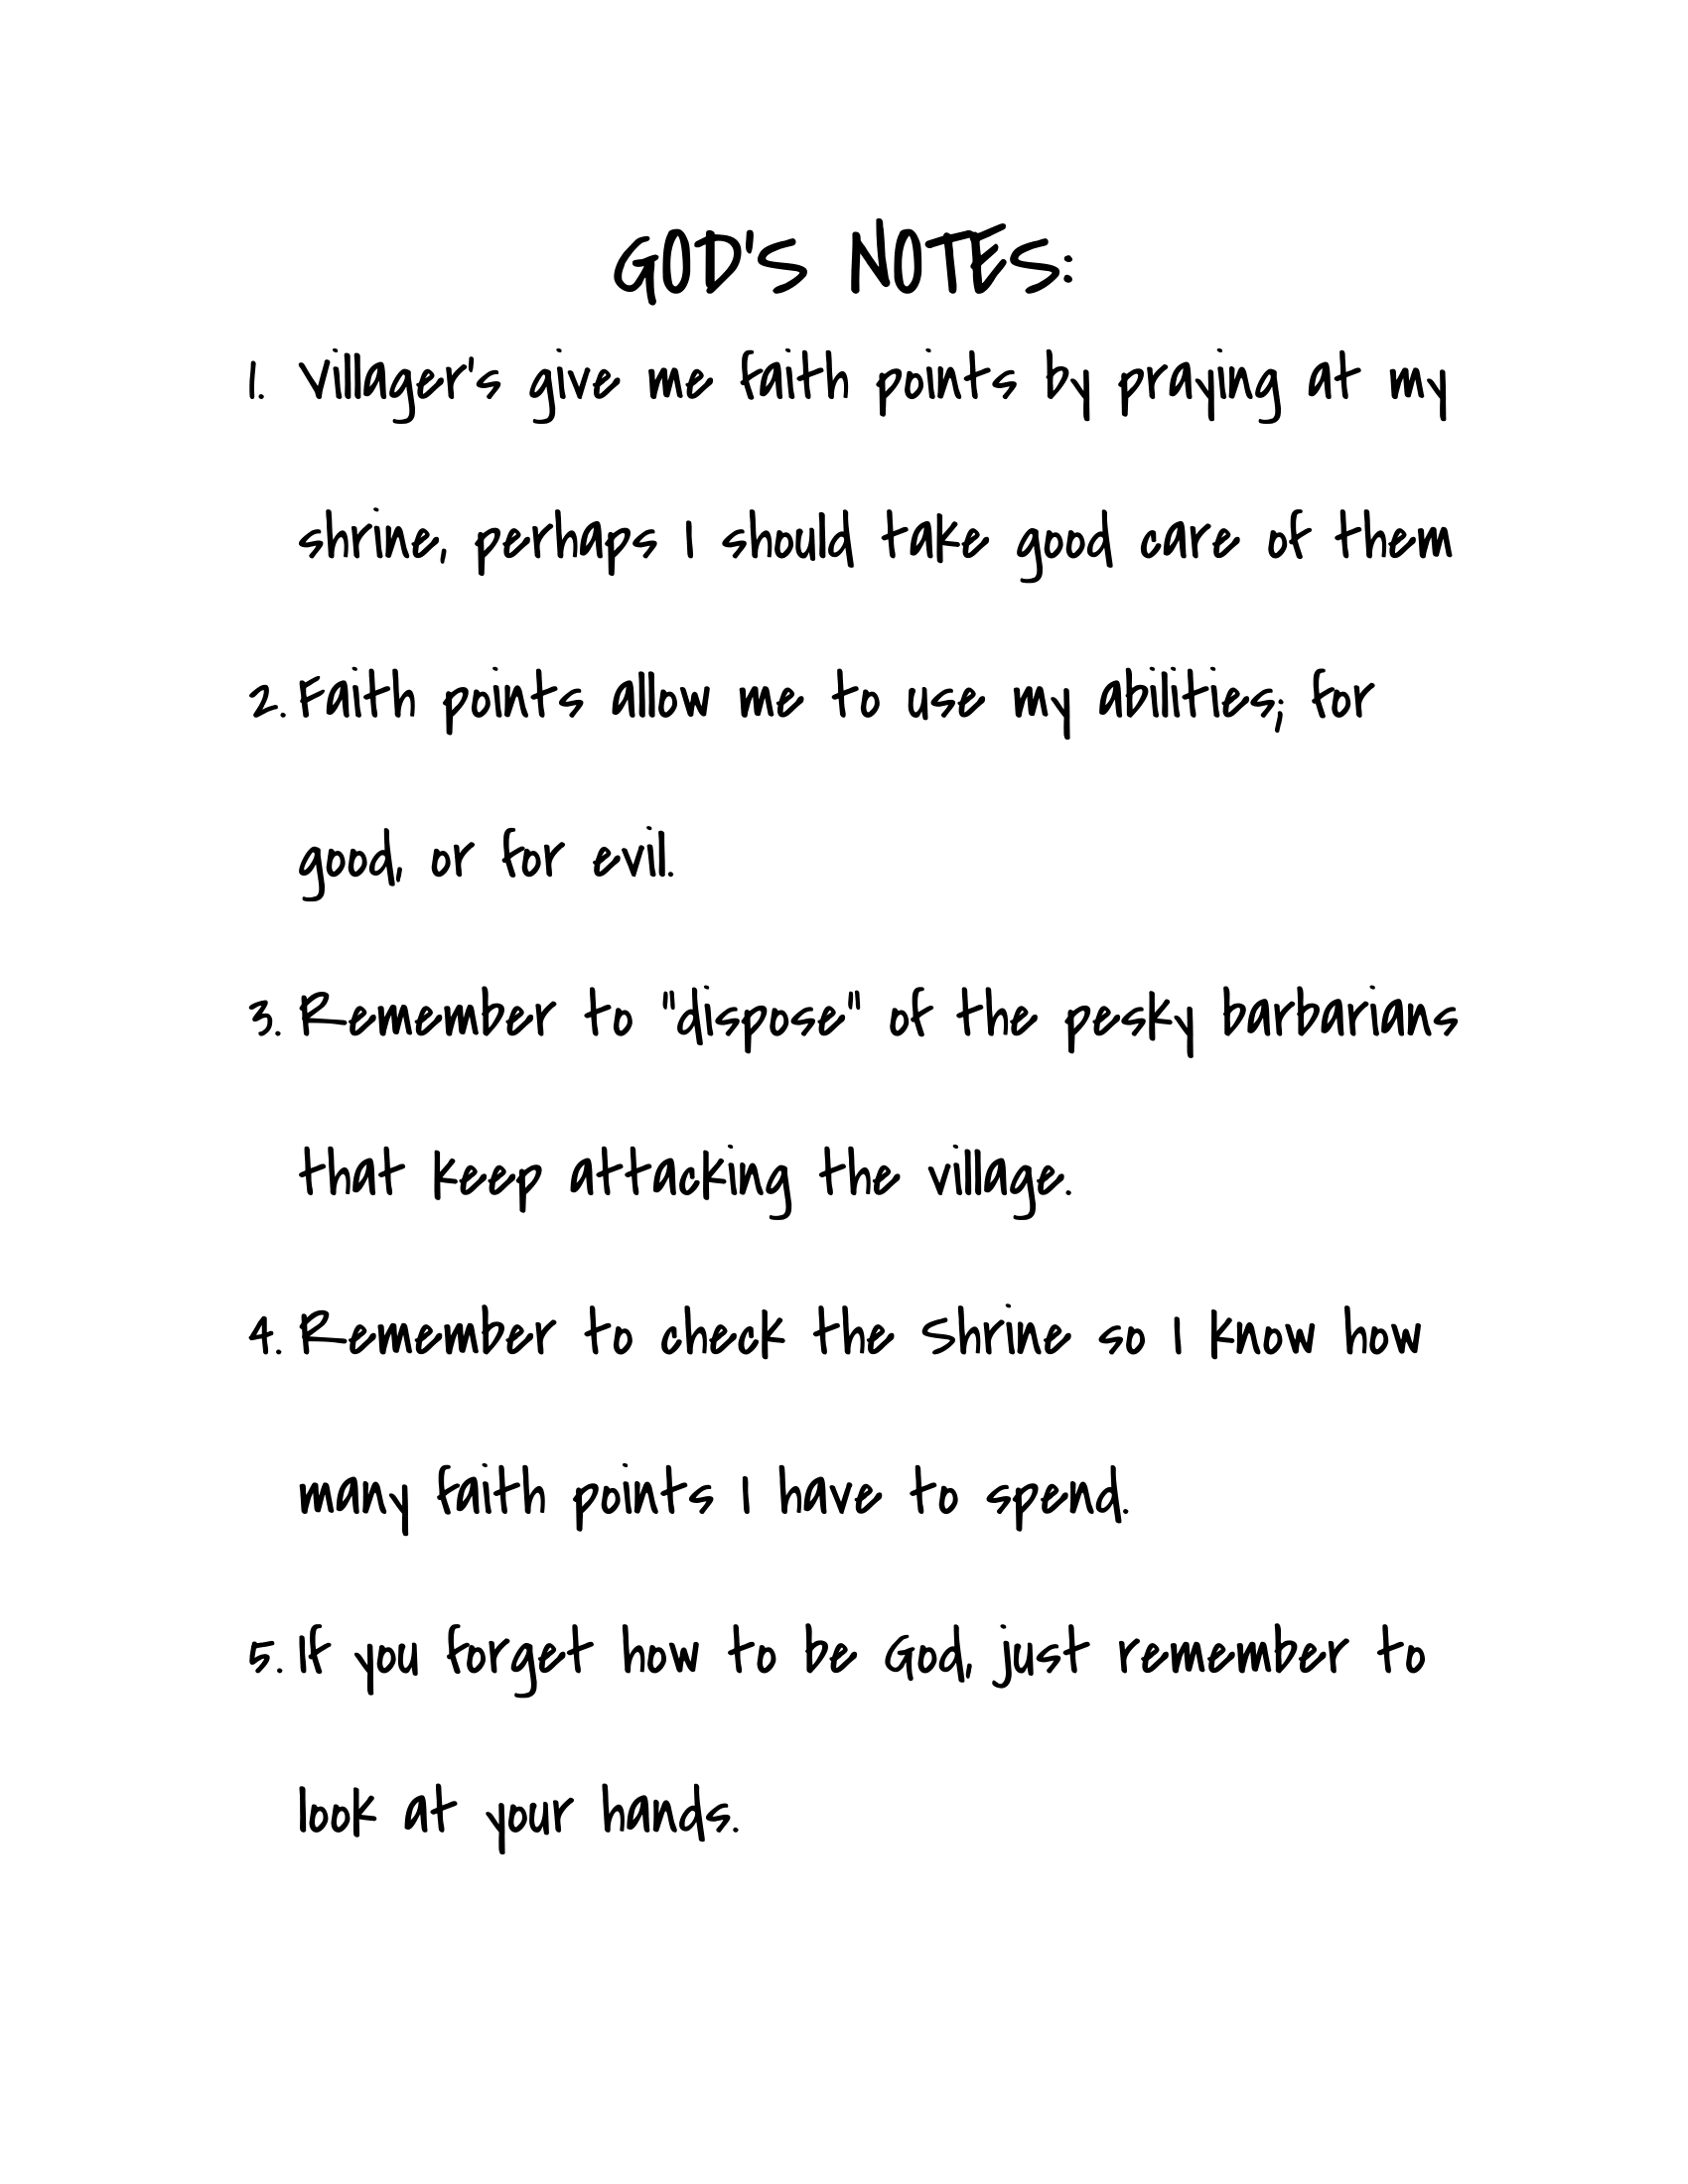 GOD'S NOTES:
1. Villager's give me faith points by praying at my
shrine, perhaps I should take good care of them
2. Faith points allow me to use my abilities; for
good, or for evil.
3. Remember to "dispose" of the pesky barbarians
that keep attacking the village.
4. Remember to check the Shrine so I know how
many faith points I have to spend.
5. If you forget how to be God, just remember to
look at your hands.